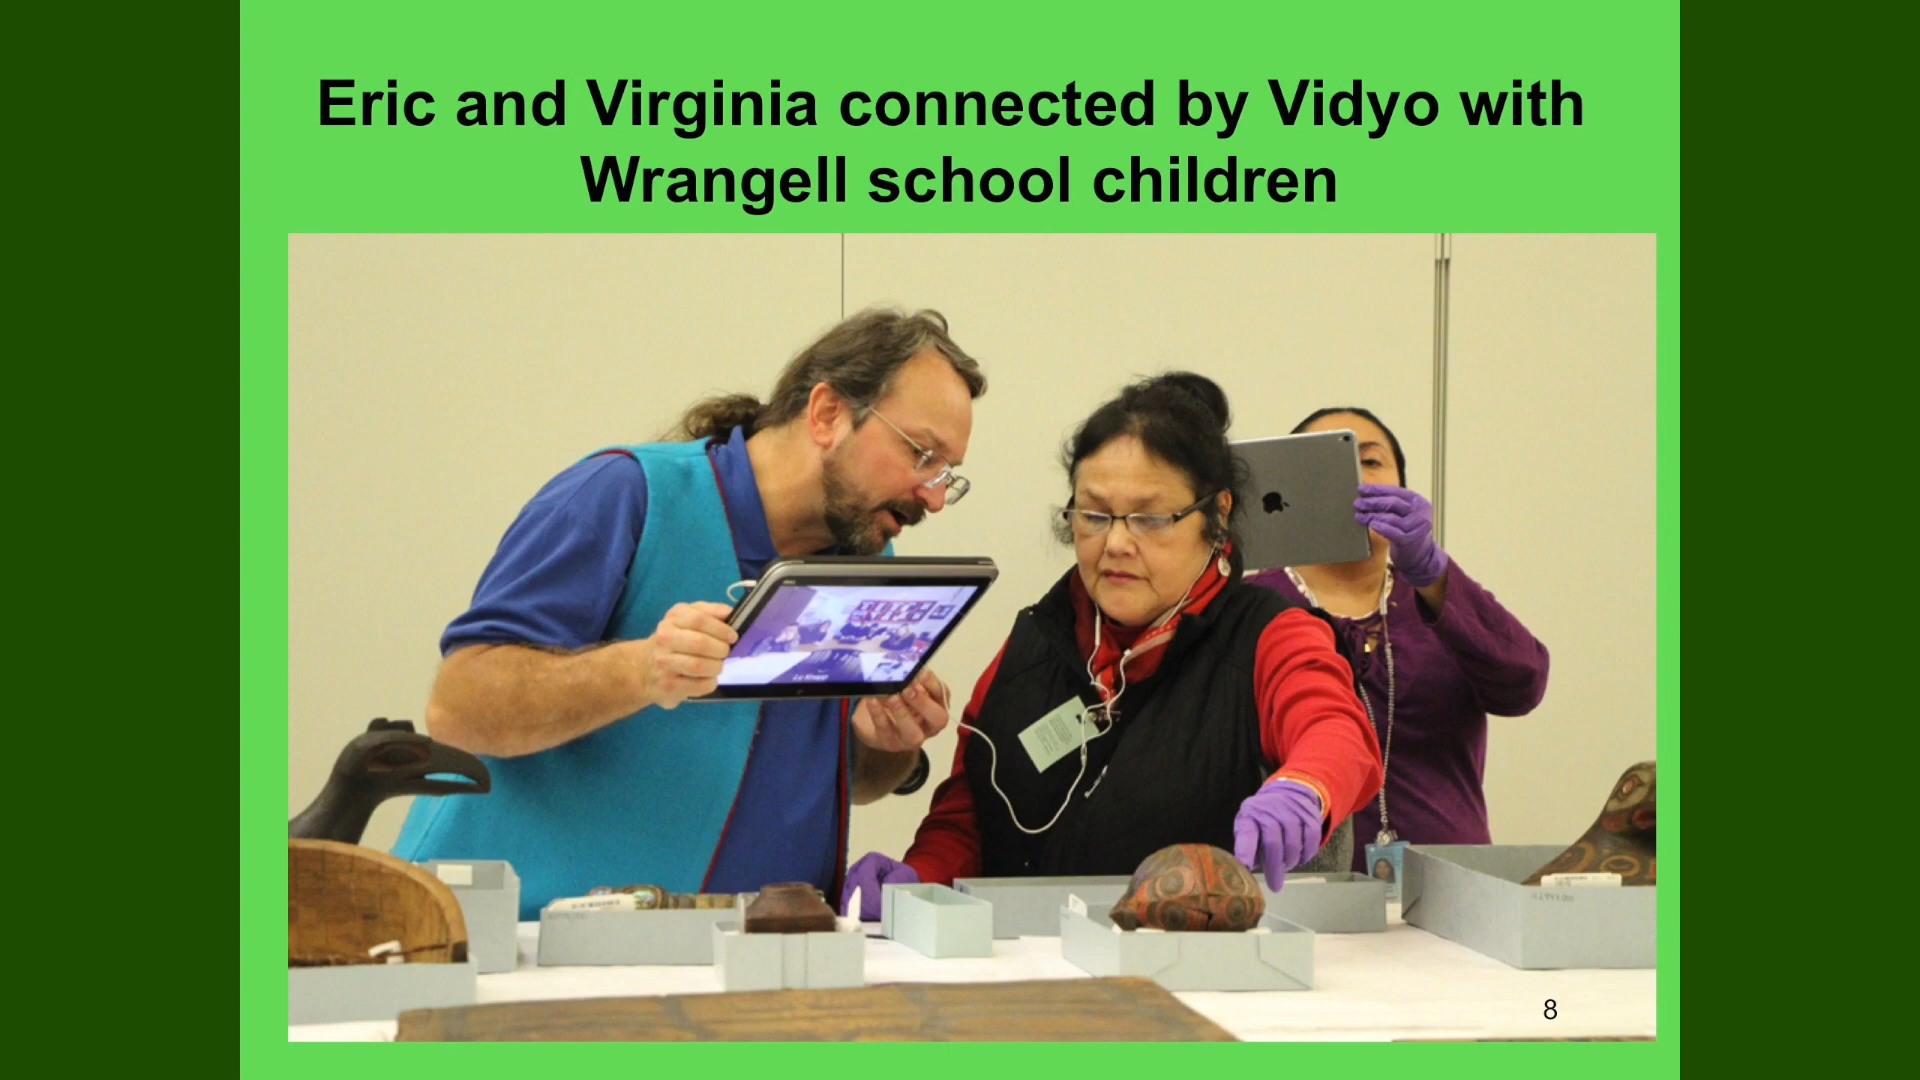 Eric and Virginia connected by Vidyo with
Wrangell school children
8